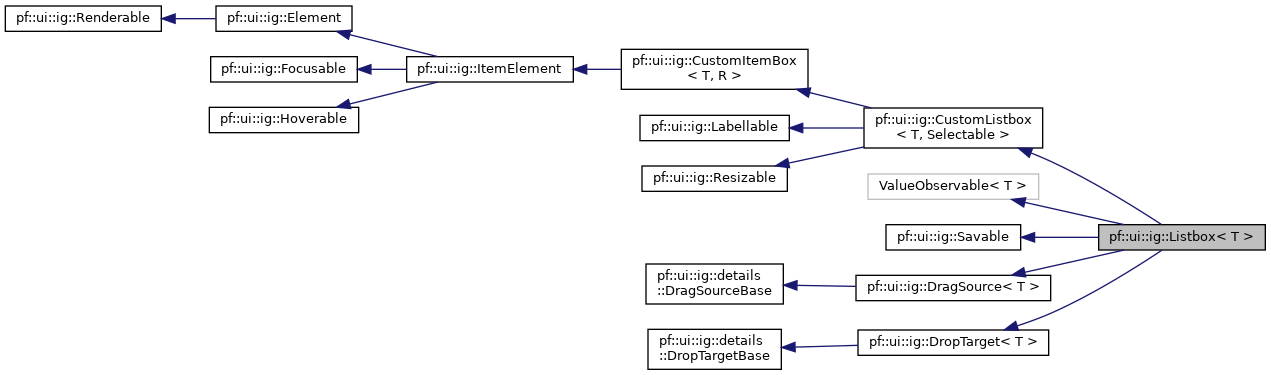 pf::ui::ig::Renderable
pf::ui::ig::Element
pf::ui::ig::Focusable
pf::ui::ig::ItemElement
pf::ui::ig::Hoverable
pf::ui::ig::CustomItemBox
< T, R >
pf::ui::ig::Labellable
pf::ui::ig::CustomListbox
< T, Selectable >
pf::ui::ig::Resizable
ValueObservable< T >
pf::ui::ig::Savable
pf::ui::ig::Listbox< T >
pf::ui::ig::details
::DragSourceBase
pf::ui::ig::DragSource< T >
pf::ui::ig::details
::DropTargetBase
pf::ui::ig::DropTarget< T >